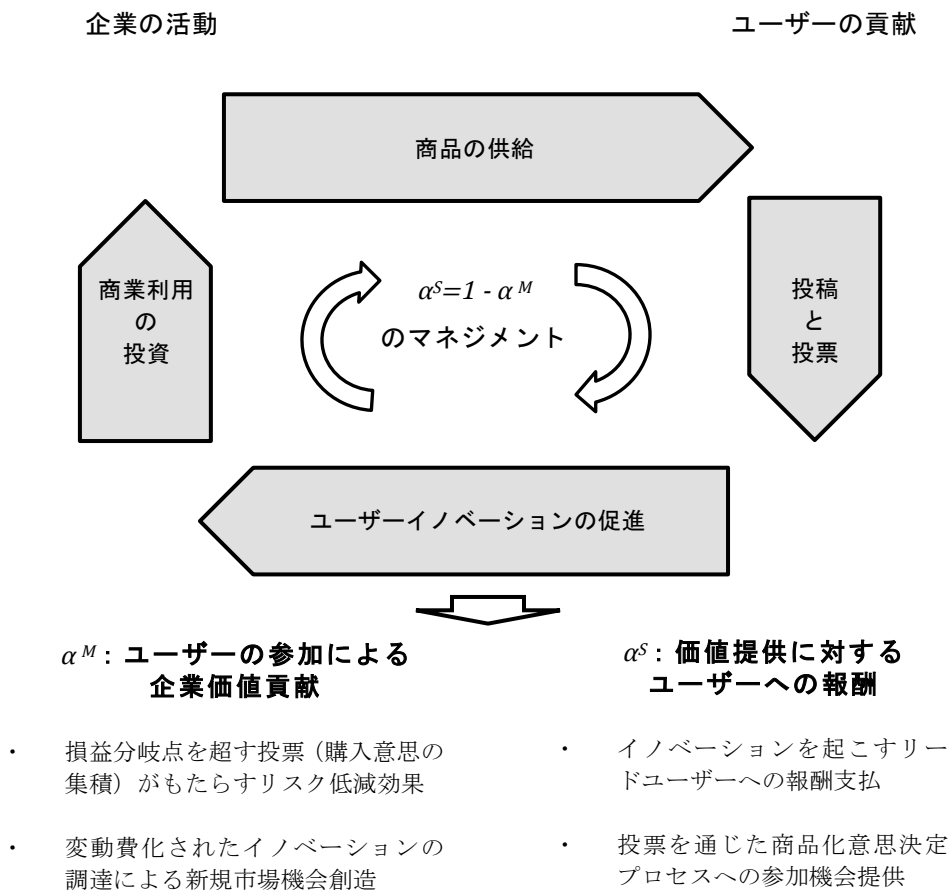 企業の活動
ユーザーの貢献
商品の供給
商業利用
の
投資
αS=1 - αM
のマネジメント
投稿
と
投票
ユーザーイノベーションの促進
αM：ユーザーの参加による
企業価値貢献
・ 損益分岐点を超す投票（購入意思の
集積）がもたらすリスク低減効果
・ 変動費化されたイノベーションの
調達による新規市場機会創造
αS：価値提供に対する
ユーザーへの報酬
・ イノベーションを起こすリー
ドユーザーへの報酬支払
・ 投票を通じた商品化意思決定
プロセスへの参加機会提供